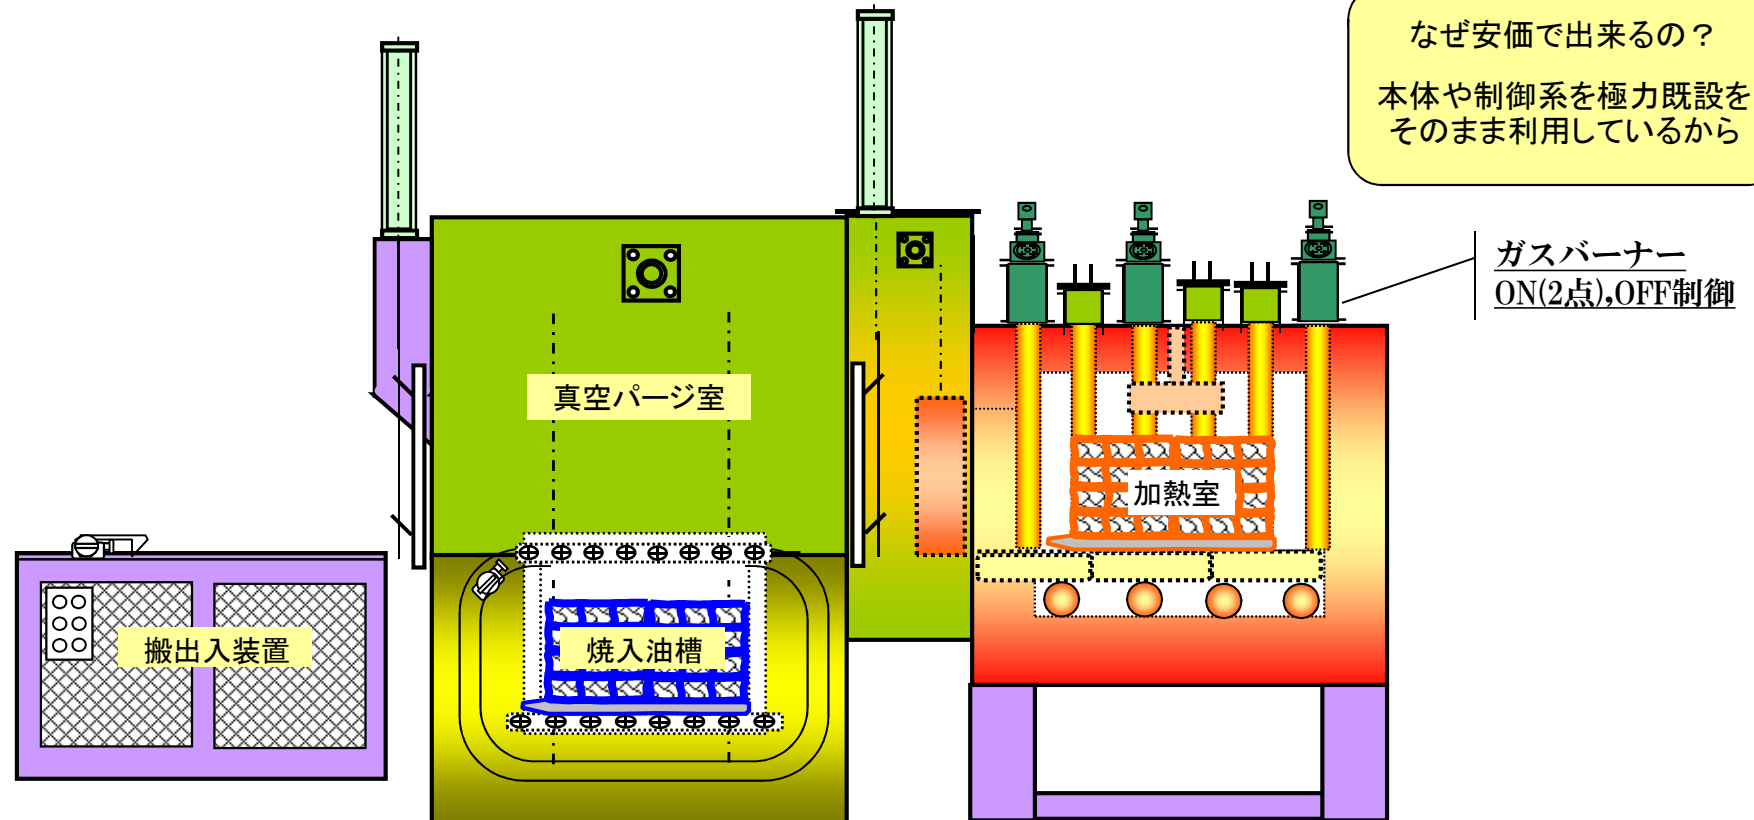 なぜ安価で出来るの？
本体や制御系を極力既設を
そのまま利用しているから
ガスバーナー
ON(2点),OFF制御
真空パージ室
加熱室
搬出入装置
焼入油槽